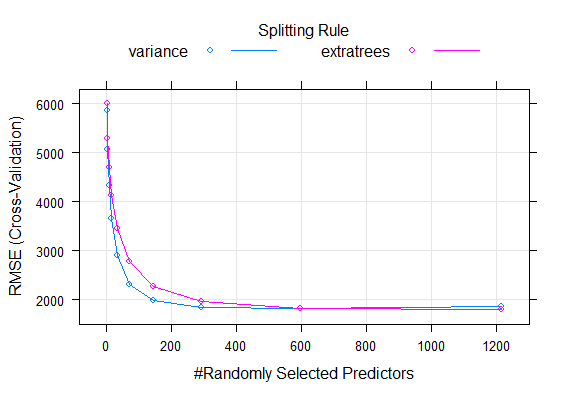 Splitting Rule
variance extratrees
6000
5000
4000
3000
2000
RMSE (Cross-Validation)
0 200 400 600 800 1000 1200
#Randomly Selected Predictors